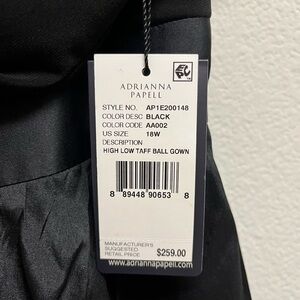 ADRIANNA
PAPELL
STYLE NO. AP1E200148
COLOR DESC BLACK
COLOR CODE AA002
US SIZE 18W
DESCRIPTION
HIGH LOW TAFF BALL GOWN
8 89448 90653 8
MANUFACTURER'S
SUGGESTED
RETAIL PRICE $259.00
www.adriannapapell.com